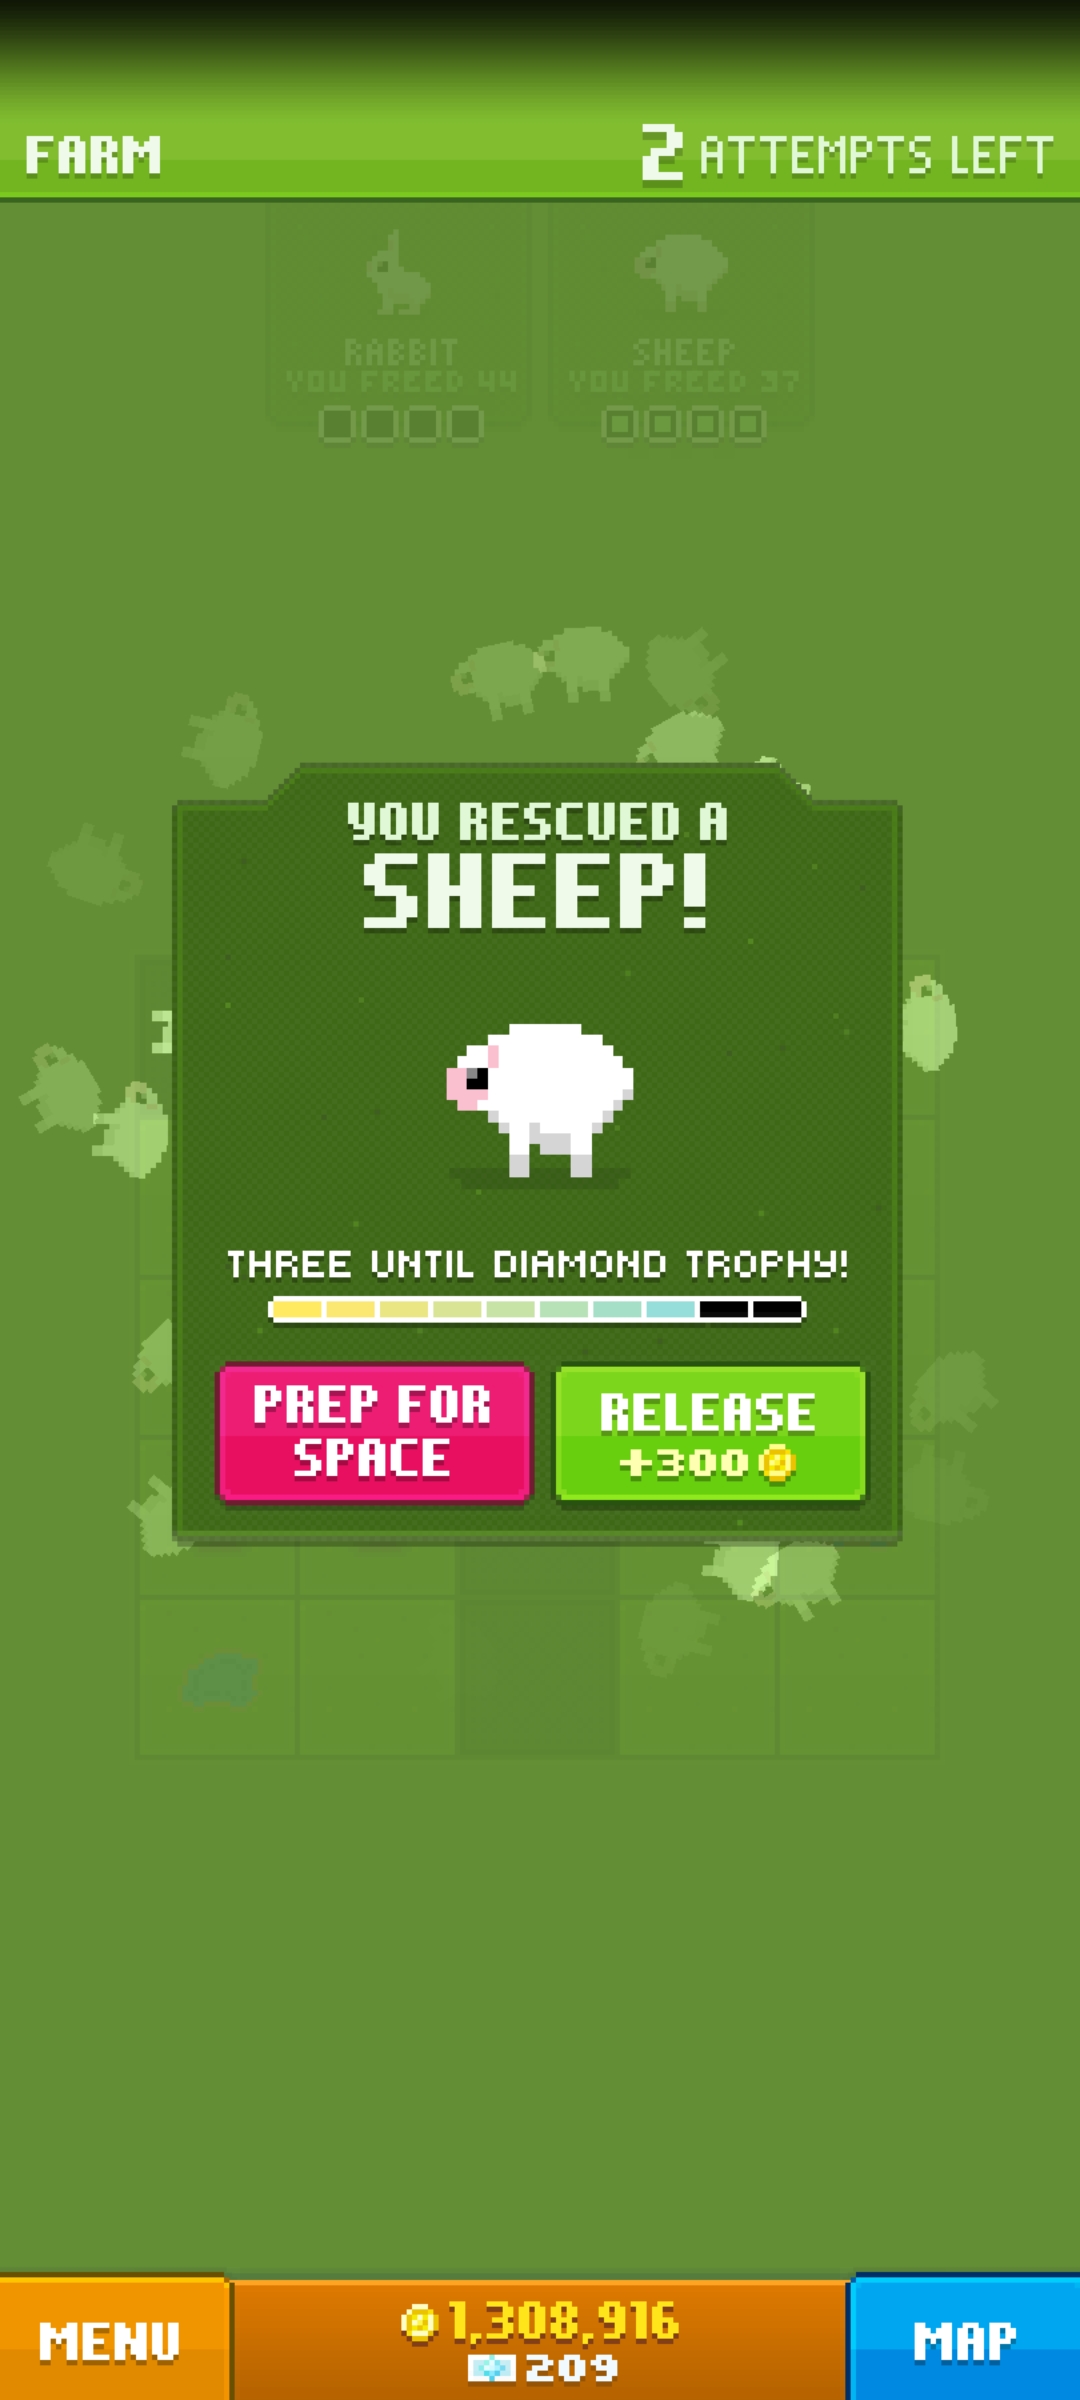 FARM
2 ATTEMPTS LEFT
RABBIT
YOU FREED 44
SHEEP
YOU FREED 37
YOU RESCUED A
SHEEP!
THREE UNTIL DIAMOND TROPHY!
PREP FOR
SPACE
RELEASE
+300
MENU
1,308,916
209
MAP